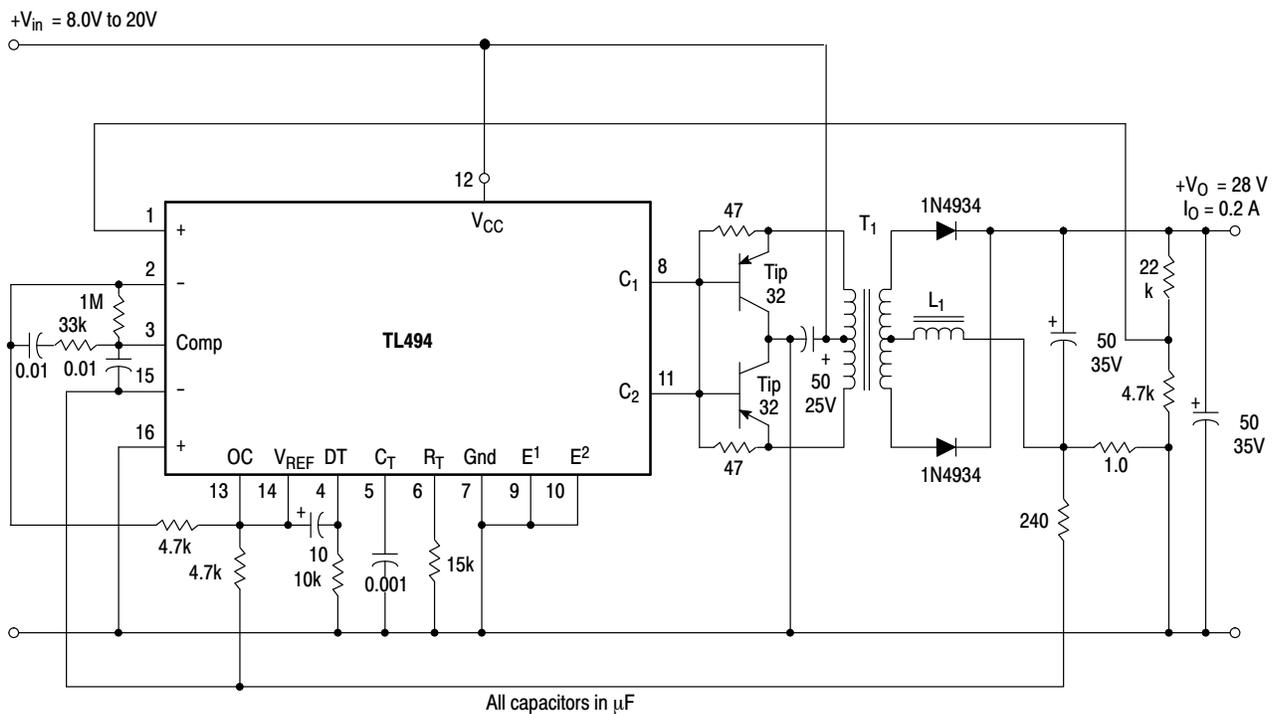 +Vin = 8.0V to 20V
12
VCC
+VO = 28 V
IO = 0.2 A
1
+
47
T1
1N4934
2
−
C1
8
Tip
32
22
k
1M
33k
3
Comp
TL494
L1
0.01
0.01
15
−
C2
11
Tip
32
+
50
25V
+
50
35V
4.7k
+
50
35V
16
+
47
1N4934
1.0
OC
VREF
DT
CT
RT
Gnd
E1
E2
13
14
4
5
6
7
9
10
+
4.7k
10
240
4.7k
10k
0.001
15k
All capacitors in μF